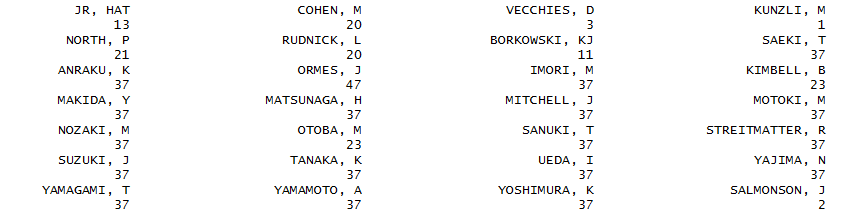 JR, HAT COHEN, M VECCHIES, D KUNZLI, M
13 20 3 1
NORTH, P RUDNICK, L BORKOWSKI, KJ SAEKI, T
21 20 11 37
ANRAKU, K ORMES, J IMORI, M KIMBELL, B
37 47 37 23
MAKIDA, Y MATSUNAGA, H MITCHELL, J MOTOKI, M
37 37 37 37
NOZAKI, M OTOBA, M SANUKI, T STREITMATTER, R
37 23 37 37
SUZUKI, J TANAKA, K UEDA, I YAJIMA, N
37 37 37 37
YAMAGAMI, T YAMAMOTO, A YOSHIMURA, K SALMONSON, J
37 37 37 2